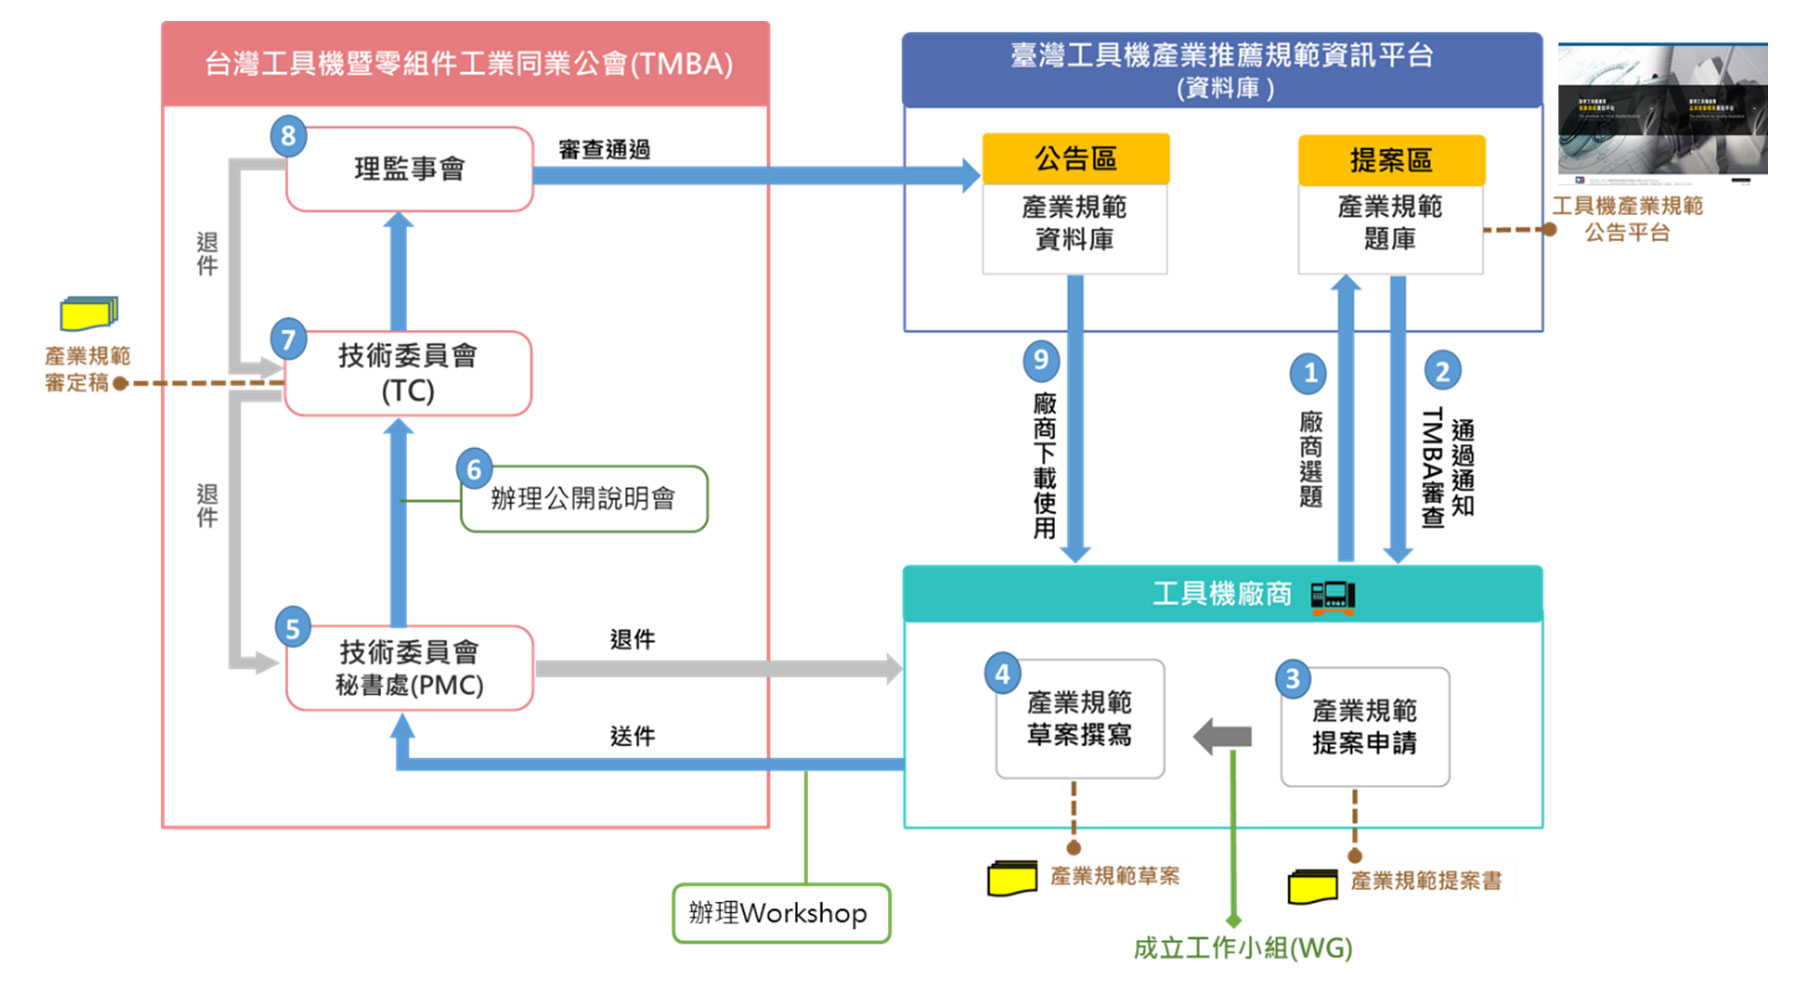 台灣工具機暨零組件工業同業公會(TMBA)
8
理監事會
審查通過
退件
7
技術委員會
(TC)
產業規範
審定稿
退件
6
辦理公開說明會
5
技術委員會
秘書處(PMC)
退件
送件
辦理Workshop
臺灣工具機產業推薦規範資訊平台
(資料庫)
公告區
產業規範
資料庫
提案區
產業規範
題庫
工具機產業規範
公告平台
9
廠商下載使用
1
廠商選題
2
TMBA審查
通過通知
工具機廠商
4
產業規範
草案撰寫
3
產業規範
提案申請
產業規範草案
產業規範提案書
成立工作小組(WG)